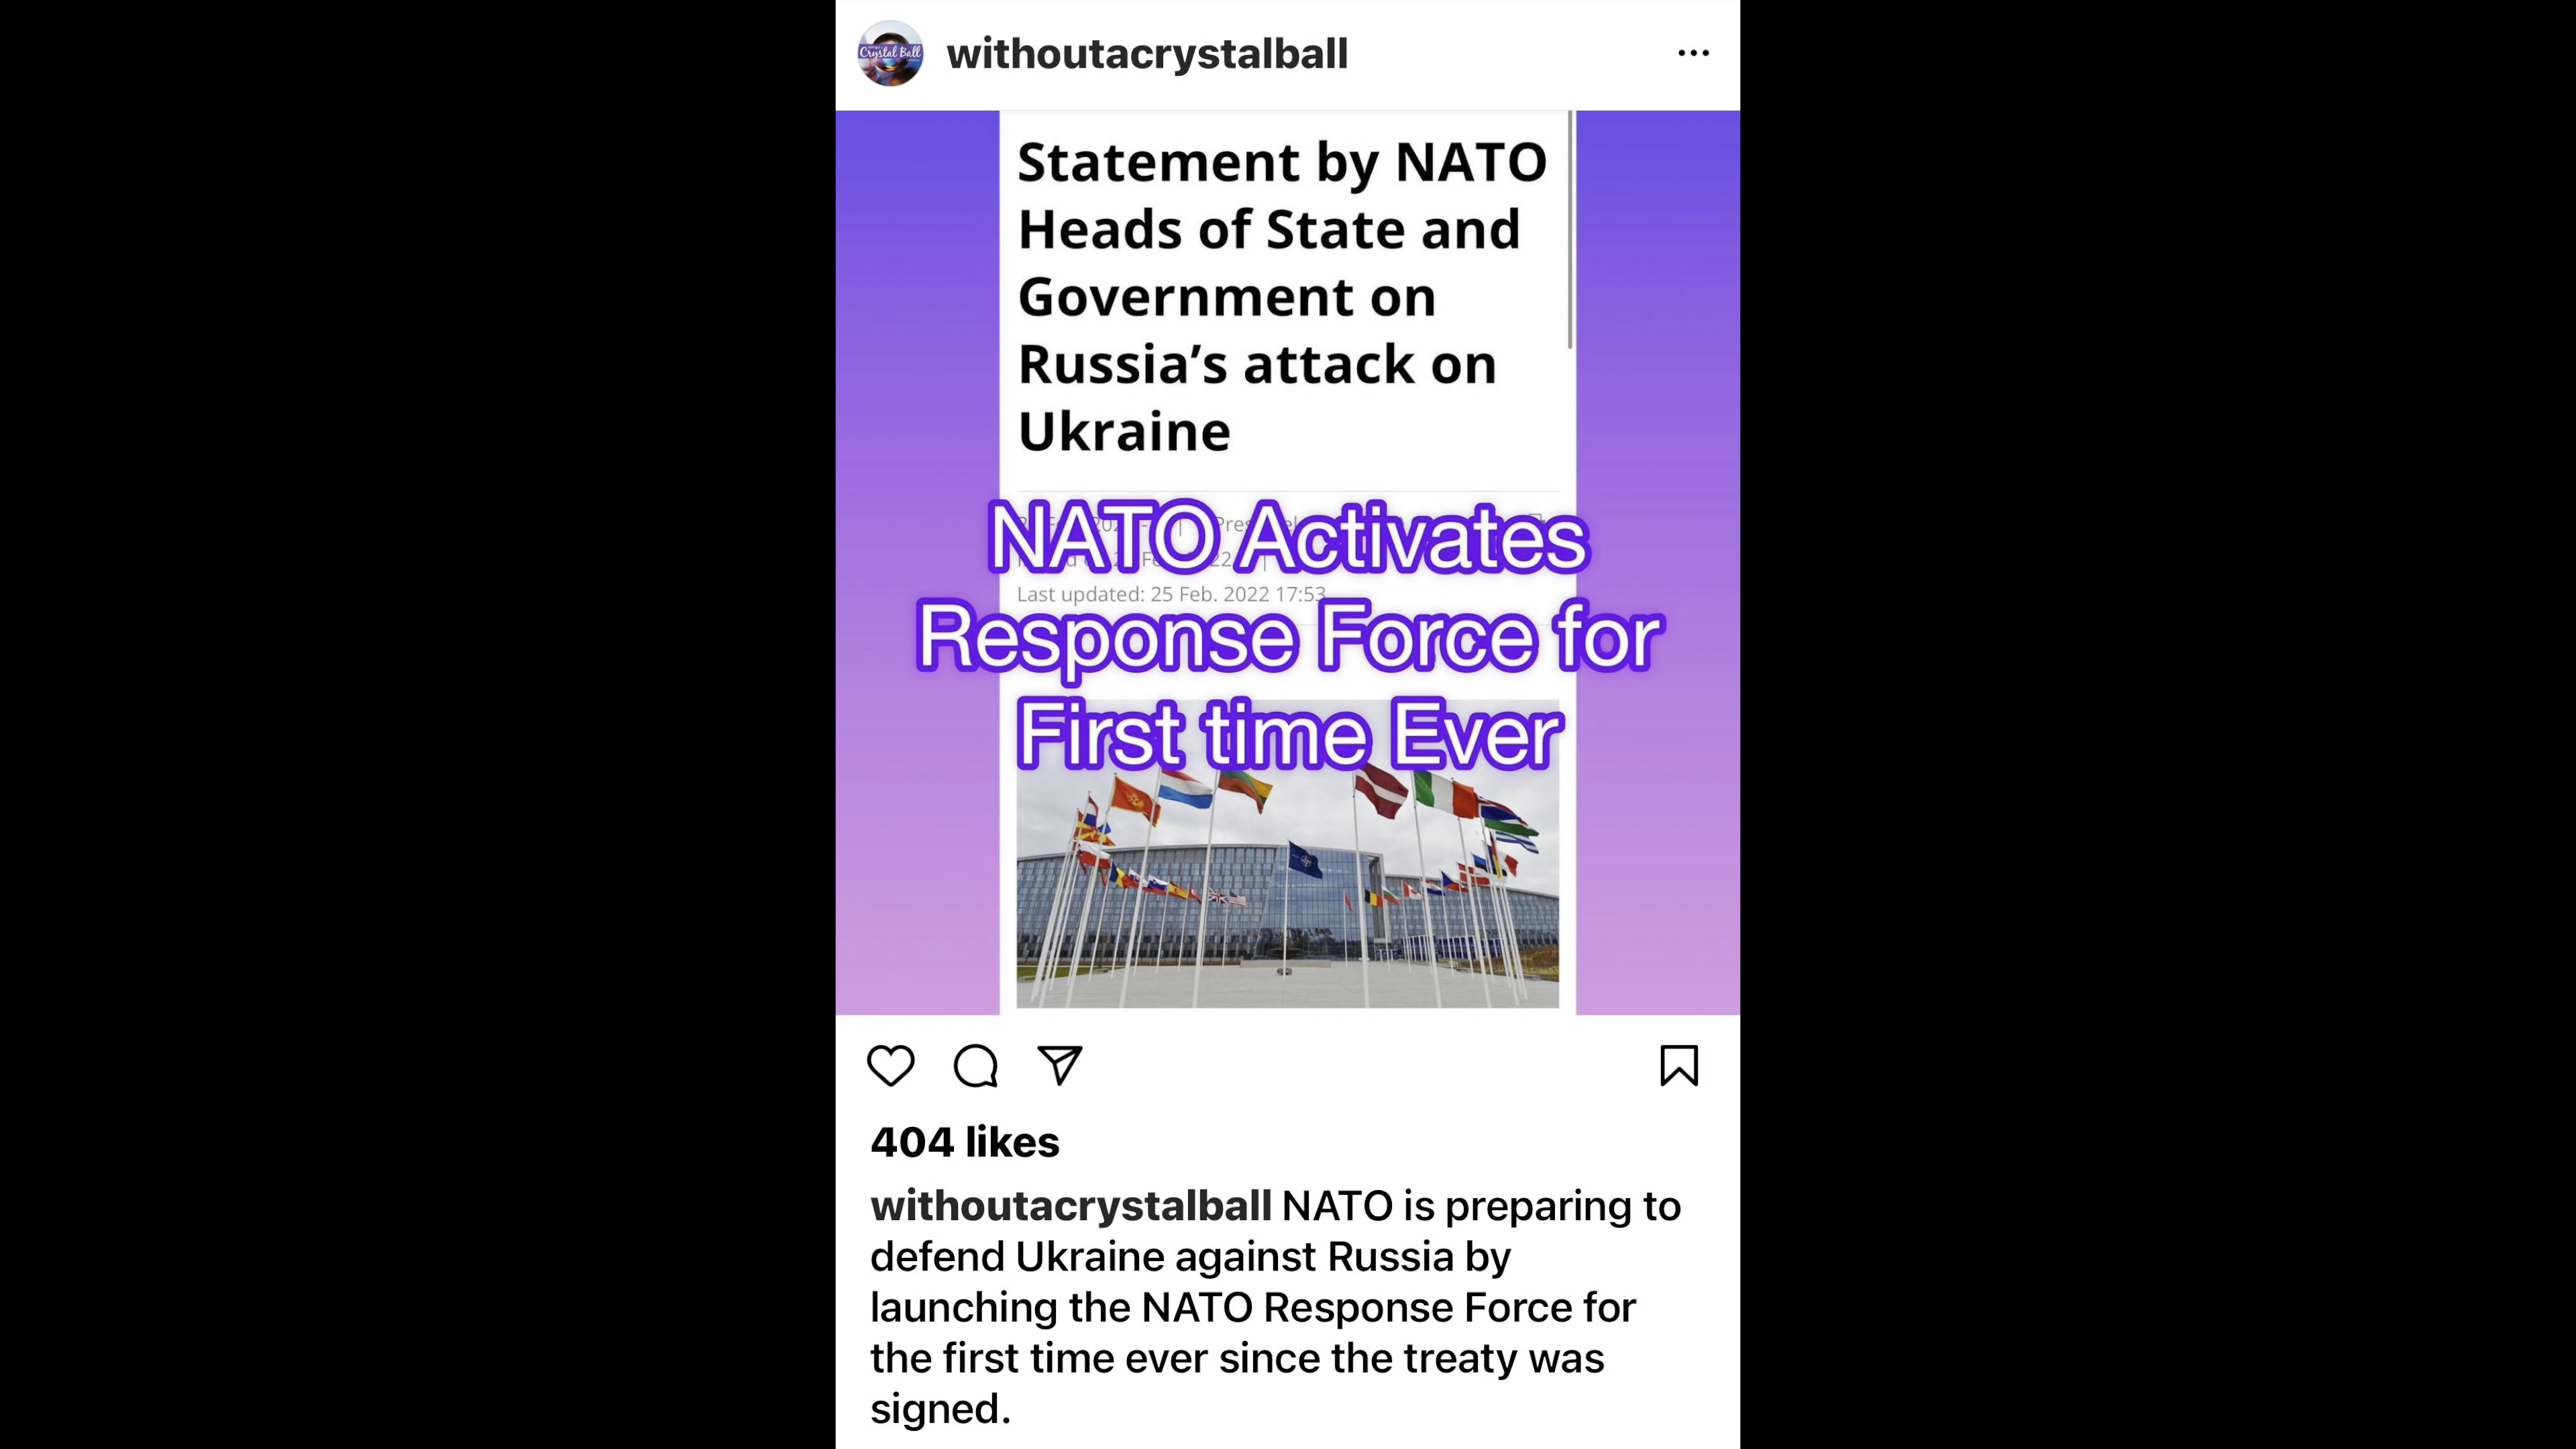 Crystal Ball
withoutacrystalball
Statement by NATO
Heads of State and
Government on
Russia's attack on
Ukraine
NATO Activates
Last updated: 25 Feb. 2022 17:53
Response Force for
First time Ever
404 likes
withoutacrystalball NATO is preparing to
defend Ukraine against Russia by
launching the NATO Response Force for
the first time ever since the treaty was
signed.